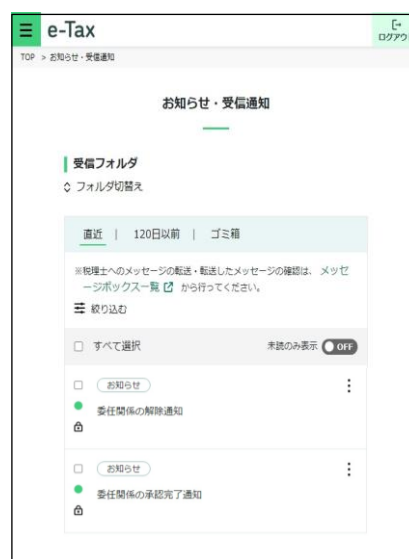 e-Tax
ログアウ
TOP > お知らせ・受信通知
お知らせ・受信通知
受信フォルダ
フォルダ切替え
直近 | 120日以前 | ゴミ箱
※税理士へのメッセージの転送・転送したメッセージの確認は、 メッセ
ージボックス一覧 から行ってください。
絞り込む
すべて選択 未読のみ表示 OFF
お知らせ
委任関係の解除通知
お知らせ
委任関係の承認完了通知